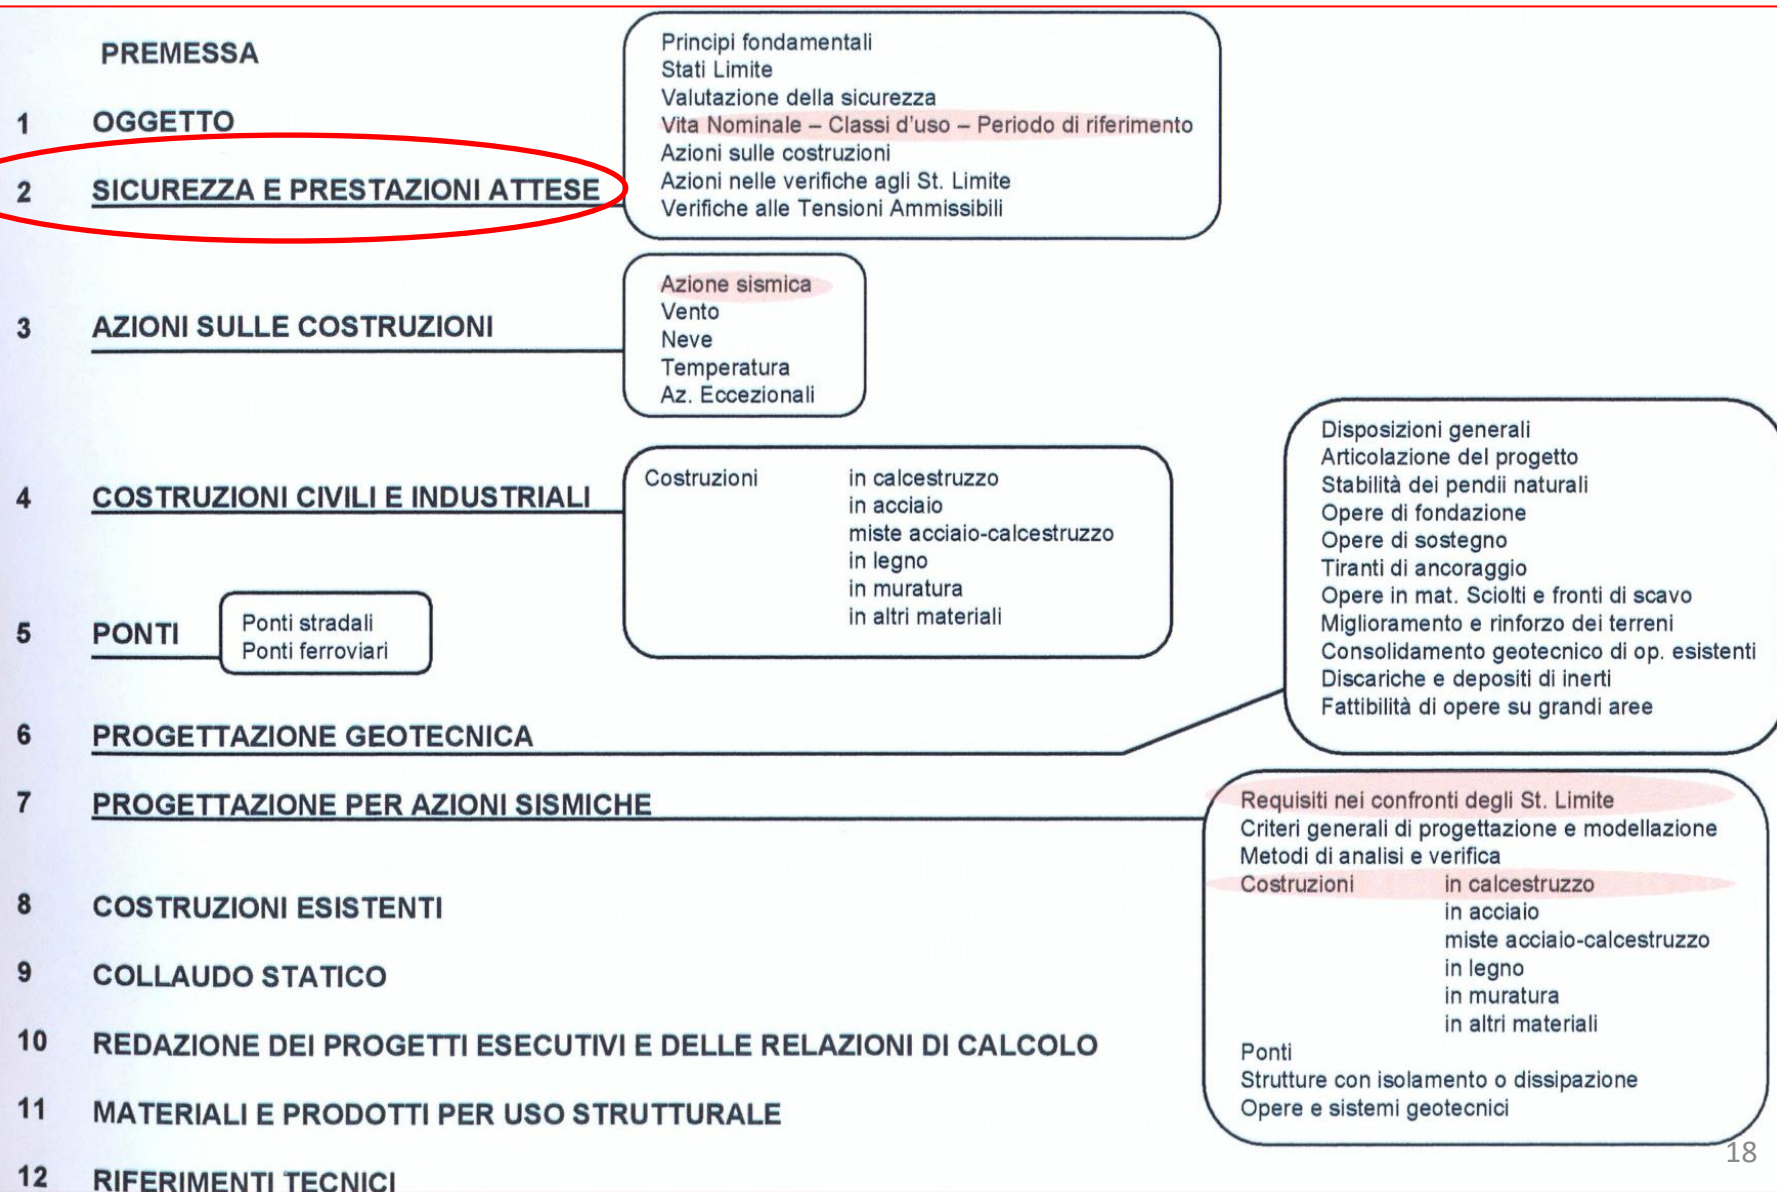 PREMESSA
1 OGGETTO
2 SICUREZZA E PRESTAZIONI ATTESE
Principi fondamentali
Stati Limite
Valutazione della sicurezza
Vita Nominale – Classi d'uso – Periodo di riferimento
Azioni sulle costruzioni
Azioni nelle verifiche agli St. Limite
Verifiche alle Tensioni Ammissibili
3 AZIONI SULLE COSTRUZIONI
Azione sismica
Vento
Neve
Temperatura
Az. Eccezionali
4 COSTRUZIONI CIVILI E INDUSTRIALI
Costruzioni in calcestruzzo
in acciaio
miste acciaio-calcestruzzo
in legno
in muratura
in altri materiali
5 PONTI
Ponti stradali
Ponti ferroviari
6 PROGETTAZIONE GEOTECNICA
Disposizioni generali
Articolazione del progetto
Stabilità dei pendii naturali
Opere di fondazione
Opere di sostegno
Tiranti di ancoraggio
Opere in mat. Sciolti e fronti di scavo
Miglioramento e rinforzo dei terreni
Consolidamento geotecnico di op. esistenti
Discariche e depositi di inerti
Fattibilità di opere su grandi aree
7 PROGETTAZIONE PER AZIONI SISMICHE
Requisiti nei confronti degli St. Limite
Criteri generali di progettazione e modellazione
Metodi di analisi e verifica
Costruzioni in calcestruzzo
in acciaio
miste acciaio-calcestruzzo
in legno
in muratura
in altri materiali
Ponti
Strutture con isolamento o dissipazione
Opere e sistemi geotecnici
8 COSTRUZIONI ESISTENTI
9 COLLAUDO STATICO
10 REDAZIONE DEI PROGETTI ESECUTIVI E DELLE RELAZIONI DI CALCOLO
11 MATERIALI E PRODOTTI PER USO STRUTTURALE
12 RIFERIMENTI TECNICI
18